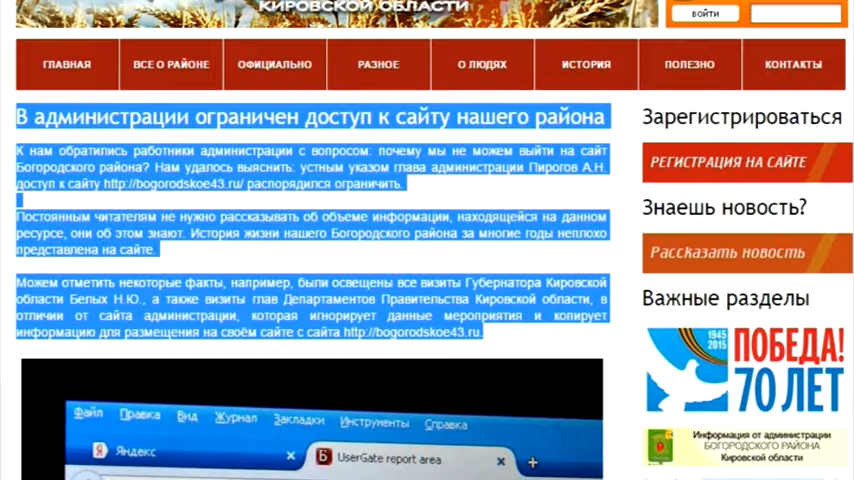 КИРОВСКОЙ ОБЛАСТИ
ВОЙТИ
ГЛАВНАЯ ВСЕ О РАЙОНЕ ОФИЦИАЛЬНО РАЗНОЕ О ЛЮДЯХ ИСТОРИЯ ПОЛЕЗНО КОНТАКТЫ
В администрации ограничен доступ к сайту нашего района
К нам обратились работники администрации с вопросом: почему мы не можем выйти на сайт
Богородского района? Нам удалось выяснить: устным указом глава администрации Пирогов А.Н.
доступ к сайту http://bogorodskoe43.ru/ распорядился ограничить.
Постоянным читателям не нужно рассказывать об объеме информации, находящейся на данном
ресурсе, они об этом знают. История жизни нашего Богородского района за многие годы неплохо
представлена на сайте.
Можем отметить некоторые факты, например, были освещены все визиты Губернатора Кировской
области Белых Н.Ю., а также визиты глав Департаментов Правительства Кировской области, в
отличии от сайта администрации, которая игнорирует данные мероприятия и копирует
информацию для размещения на своём сайте с сайта http://bogorodskoe43.ru.
Файл Правка Вид Журнал Закладки Инструменты Справка
Я Яндекс × Б UserGate report area × +
Зарегистрироваться
РЕГИСТРАЦИЯ НА САЙТЕ
Знаешь новость?
Рассказать новость
Важные разделы
1945
2015
ПОБЕДА!
70 ЛЕТ
Информация от администрации
БОГОРОДСКОГО РАЙОНА
Кировской области